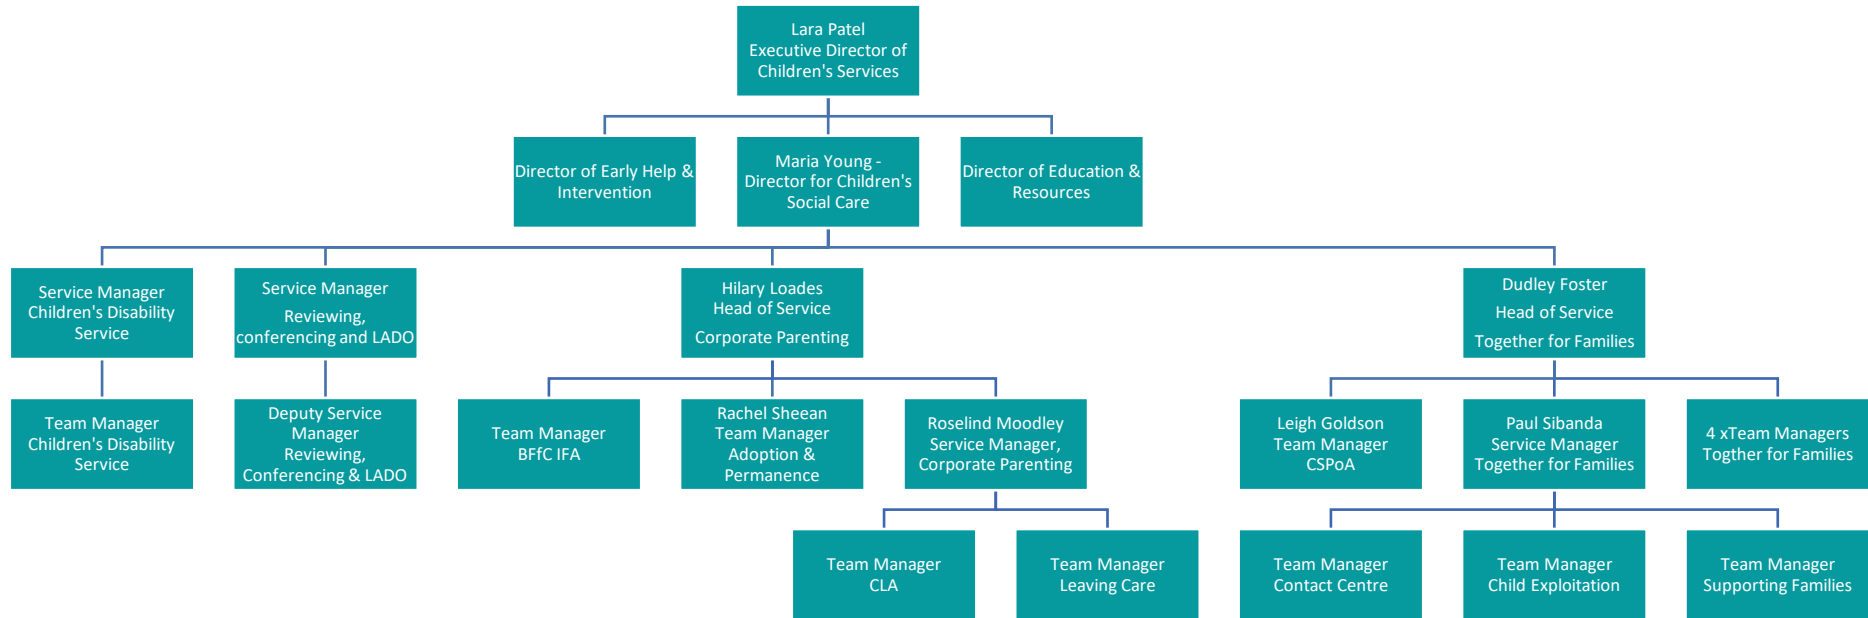 Lara Patel
Executive Director of
Children's Services
Director of Early Help &
Intervention
Maria Young -
Director for Children's
Social Care
Director of Education &
Resources
Service Manager
Children's Disability
Service
Service Manager
Reviewing,
conferencing and LADO
Hilary Loades
Head of Service
Corporate Parenting
Dudley Foster
Head of Service
Together for Families
Team Manager
Children's Disability
Service
Deputy Service
Manager
Reviewing,
Conferencing & LADO
Team Manager
BFfC IFA
Rachel Sheean
Team Manager
Adoption &
Permanence
Roselind Moodley
Service Manager,
Corporate Parenting
Leigh Goldson
Team Manager
CSPoA
Paul Sibanda
Service Manager
Together for Families
4 xTeam Managers
Togther for Families
Team Manager
CLA
Team Manager
Leaving Care
Team Manager
Contact Centre
Team Manager
Child Exploitation
Team Manager
Supporting Families